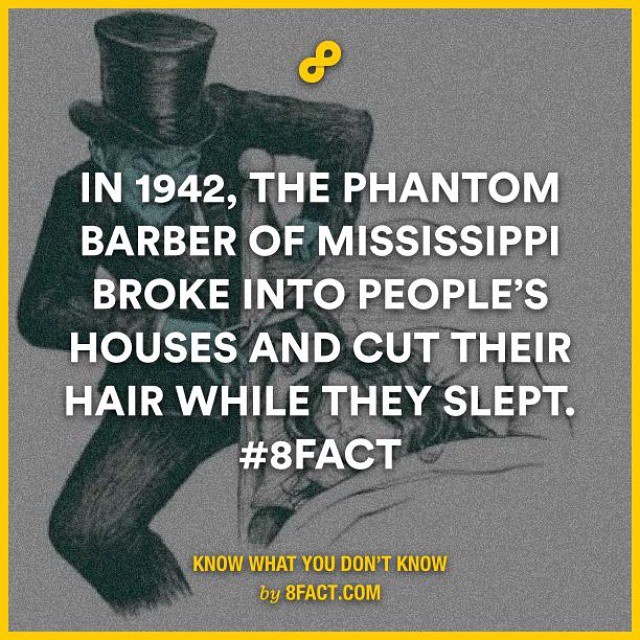 IN 1942, THE PHANTOM
BARBER OF MISSISSIPPI
BROKE INTO PEOPLE'S
HOUSES AND CUT THEIR
HAIR WHILE THEY SLEPT.
#8FACT
KNOW WHAT YOU DON'T KNOW
by 8FACT.COM